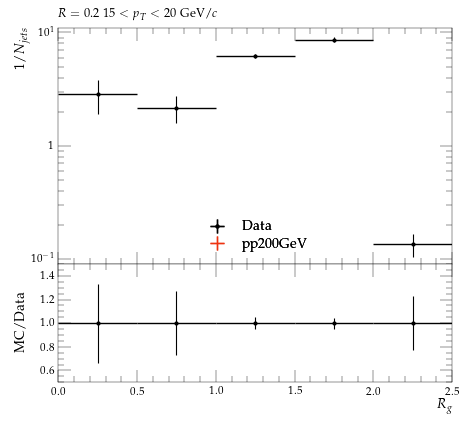 R = 0.2 15 < p_T < 20 GeV/c
1/N_jets
10^1
1
10^−1
Data
pp200GeV
MC/Data
1.4
1.2
1.0
0.8
0.6
0.0 0.5 1.0 1.5 2.0 2.5
R_g